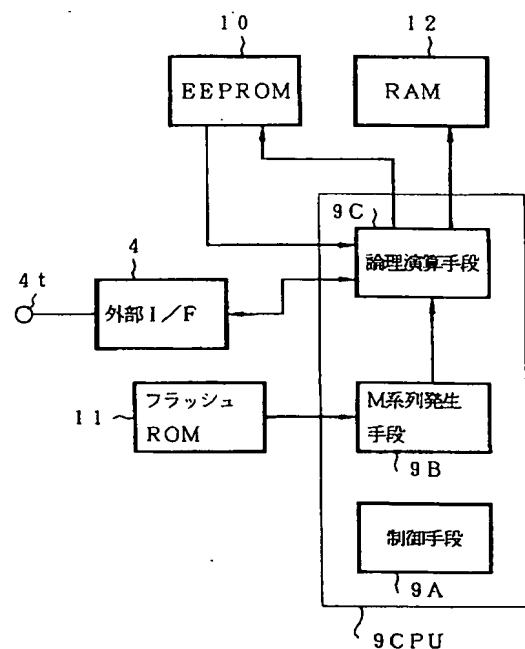 10
12
EEPROM
RAM
9C
論理演算手段
4
4t
外部I/F
フラッシュ
ROM
11
M系列発生
手段
9B
制御手段
9A
9CPU